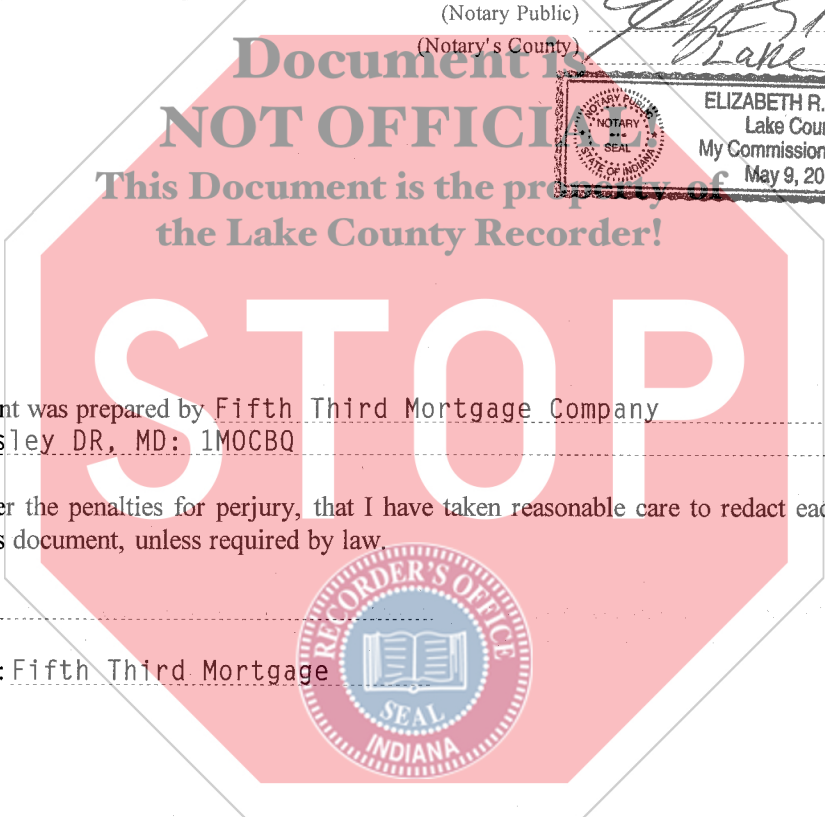 (Notary Public)
(Notary's County) Lake
Document is
NOT OFFICIAL!
This Document is the property of
the Lake County Recorder!
NOTARY PUBLIC
NOTARY
SEAL
STATE OF INDIANA
ELIZABETH R.
Lake Cou
My Commission
May 9, 20
STOP
nt was prepared by Fifth Third Mortgage Company
sley DR, MD: 1MOCBQ
er the penalties for perjury, that I have taken reasonable care to redact eac
s document, unless required by law.
RECORDER'S OFFICE
SEAL
INDIANA
: Fifth Third Mortgage